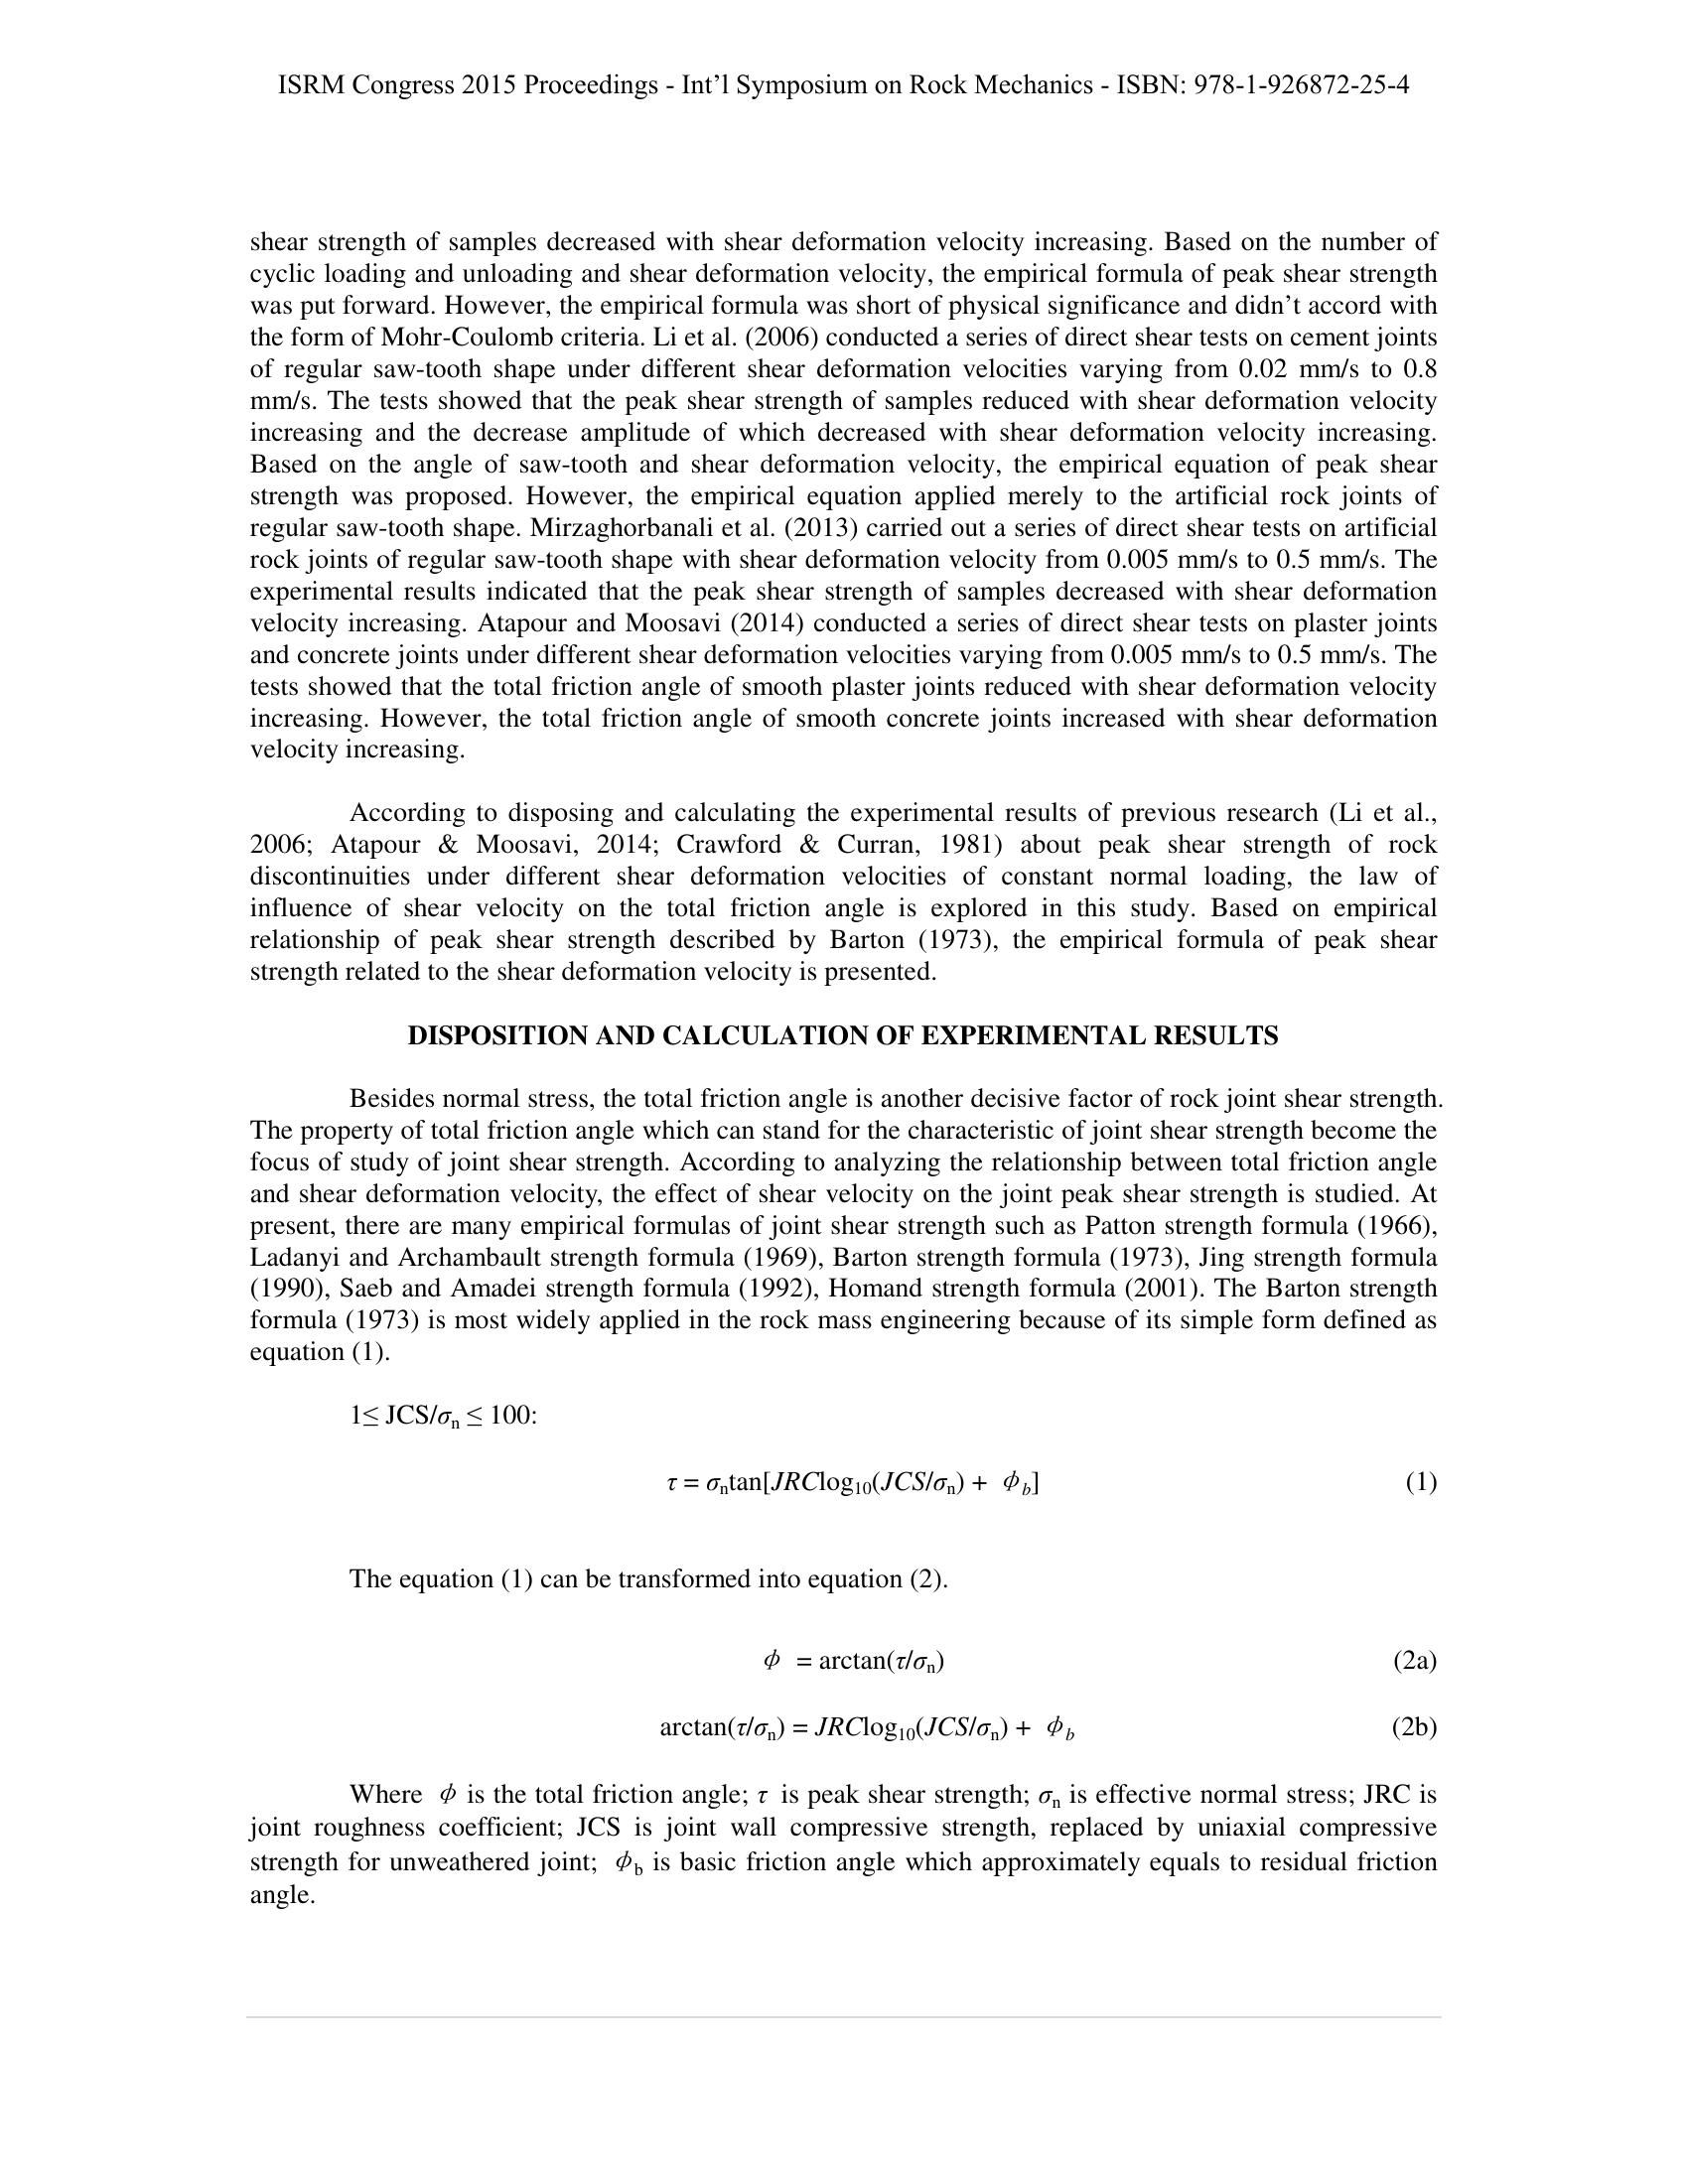 ISRM Congress 2015 Proceedings - Int’l Symposium on Rock Mechanics - ISBN: 978-1-926872-25-4
shear strength of samples decreased with shear deformation velocity increasing. Based on the number of
cyclic loading and unloading and shear deformation velocity, the empirical formula of peak shear strength
was put forward. However, the empirical formula was short of physical significance and didn’t accord with
the form of Mohr-Coulomb criteria. Li et al. (2006) conducted a series of direct shear tests on cement joints
of regular saw-tooth shape under different shear deformation velocities varying from 0.02 mm/s to 0.8
mm/s. The tests showed that the peak shear strength of samples reduced with shear deformation velocity
increasing and the decrease amplitude of which decreased with shear deformation velocity increasing.
Based on the angle of saw-tooth and shear deformation velocity, the empirical equation of peak shear
strength was proposed. However, the empirical equation applied merely to the artificial rock joints of
regular saw-tooth shape. Mirzaghorbanali et al. (2013) carried out a series of direct shear tests on artificial
rock joints of regular saw-tooth shape with shear deformation velocity from 0.005 mm/s to 0.5 mm/s. The
experimental results indicated that the peak shear strength of samples decreased with shear deformation
velocity increasing. Atapour and Moosavi (2014) conducted a series of direct shear tests on plaster joints
and concrete joints under different shear deformation velocities varying from 0.005 mm/s to 0.5 mm/s. The
tests showed that the total friction angle of smooth plaster joints reduced with shear deformation velocity
increasing. However, the total friction angle of smooth concrete joints increased with shear deformation
velocity increasing.
According to disposing and calculating the experimental results of previous research (Li et al.,
2006; Atapour & Moosavi, 2014; Crawford & Curran, 1981) about peak shear strength of rock
discontinuities under different shear deformation velocities of constant normal loading, the law of
influence of shear velocity on the total friction angle is explored in this study. Based on empirical
relationship of peak shear strength described by Barton (1973), the empirical formula of peak shear
strength related to the shear deformation velocity is presented.
DISPOSITION AND CALCULATION OF EXPERIMENTAL RESULTS
Besides normal stress, the total friction angle is another decisive factor of rock joint shear strength.
The property of total friction angle which can stand for the characteristic of joint shear strength become the
focus of study of joint shear strength. According to analyzing the relationship between total friction angle
and shear deformation velocity, the effect of shear velocity on the joint peak shear strength is studied. At
present, there are many empirical formulas of joint shear strength such as Patton strength formula (1966),
Ladanyi and Archambault strength formula (1969), Barton strength formula (1973), Jing strength formula
(1990), Saeb and Amadei strength formula (1992), Homand strength formula (2001). The Barton strength
formula (1973) is most widely applied in the rock mass engineering because of its simple form defined as
equation (1).
1≤ JCS/σn ≤ 100:
τ = σntan[JRClog10(JCS/σn) + ϕb] (1)
The equation (1) can be transformed into equation (2).
ϕ = arctan(τ/σn) (2a)
arctan(τ/σn) = JRClog10(JCS/σn) + ϕb (2b)
Where ϕ is the total friction angle; τ is peak shear strength; σn is effective normal stress; JRC is
joint roughness coefficient; JCS is joint wall compressive strength, replaced by uniaxial compressive
strength for unweathered joint; ϕb is basic friction angle which approximately equals to residual friction
angle.